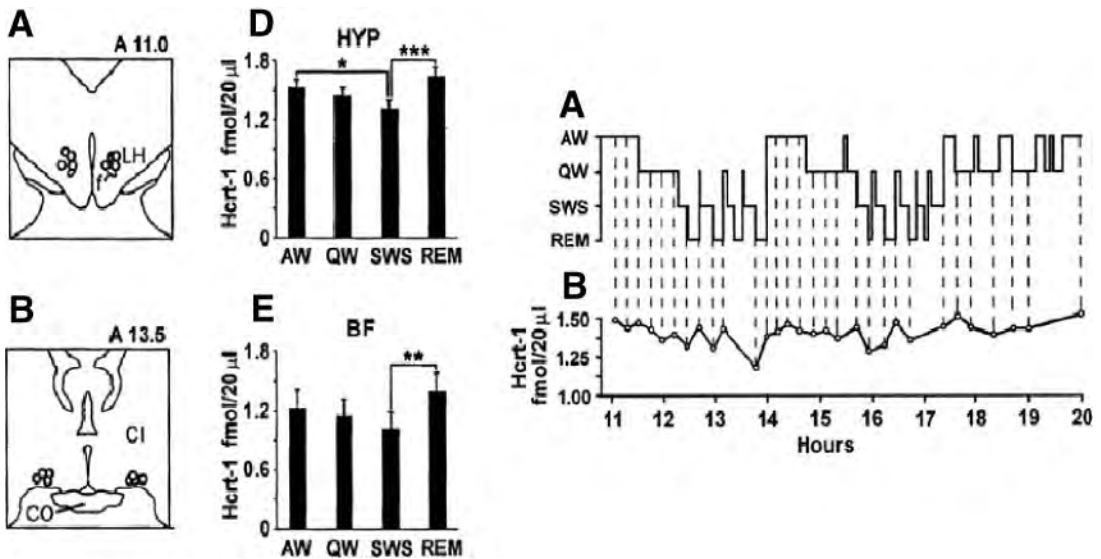 A
A 11.0
LH
f
B
A 13.5
CI
CO
D
HYP
Hcrt-1 fmol/20 µl
1.8
1.2
0.6
0
*
***
AW QW SWS REM
E
BF
Hcrt-1 fmol/20 µl
1.8
1.2
0.6
0
**
AW QW SWS REM
A
AW
QW
SWS
REM
B
Hcrt-1
fmol/20 µl
1.50
1.25
1.00
11 12 13 14 15 16 17 18 19 20
Hours